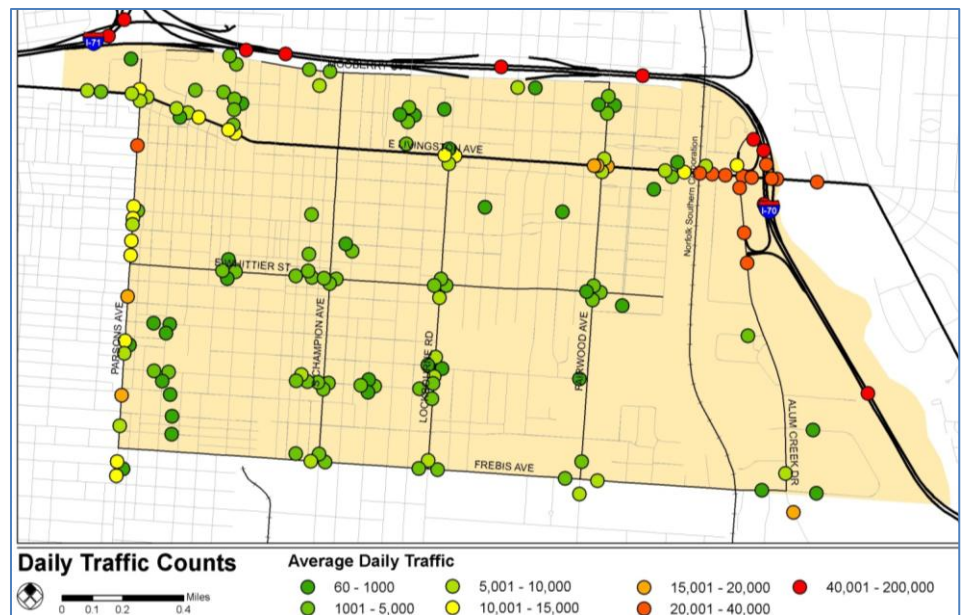 I-71
MOOBERRY ST
E LIVINGSTON AVE
Norfolk Southern Corporation
I-70
E WHITTIER ST
PARSONS AVE
S CHAMPION AVE
LOCKBOURNE RD
FAIRWOOD AVE
ALUM CREEK DR
FREBIS AVE
Daily Traffic Counts
Miles
0 0.1 0.2 0.4
Average Daily Traffic
60 - 1000
1001 - 5,000
5,001 - 10,000
10,001 - 15,000
15,001 - 20,000
20,001 - 40,000
40,001 - 200,000